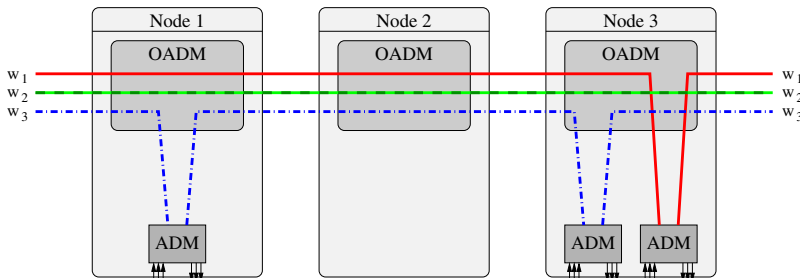 Node 1 Node 2 Node 3
OADM OADM OADM
w1 w1
w2 w2
w3 w3
ADM ADM ADM